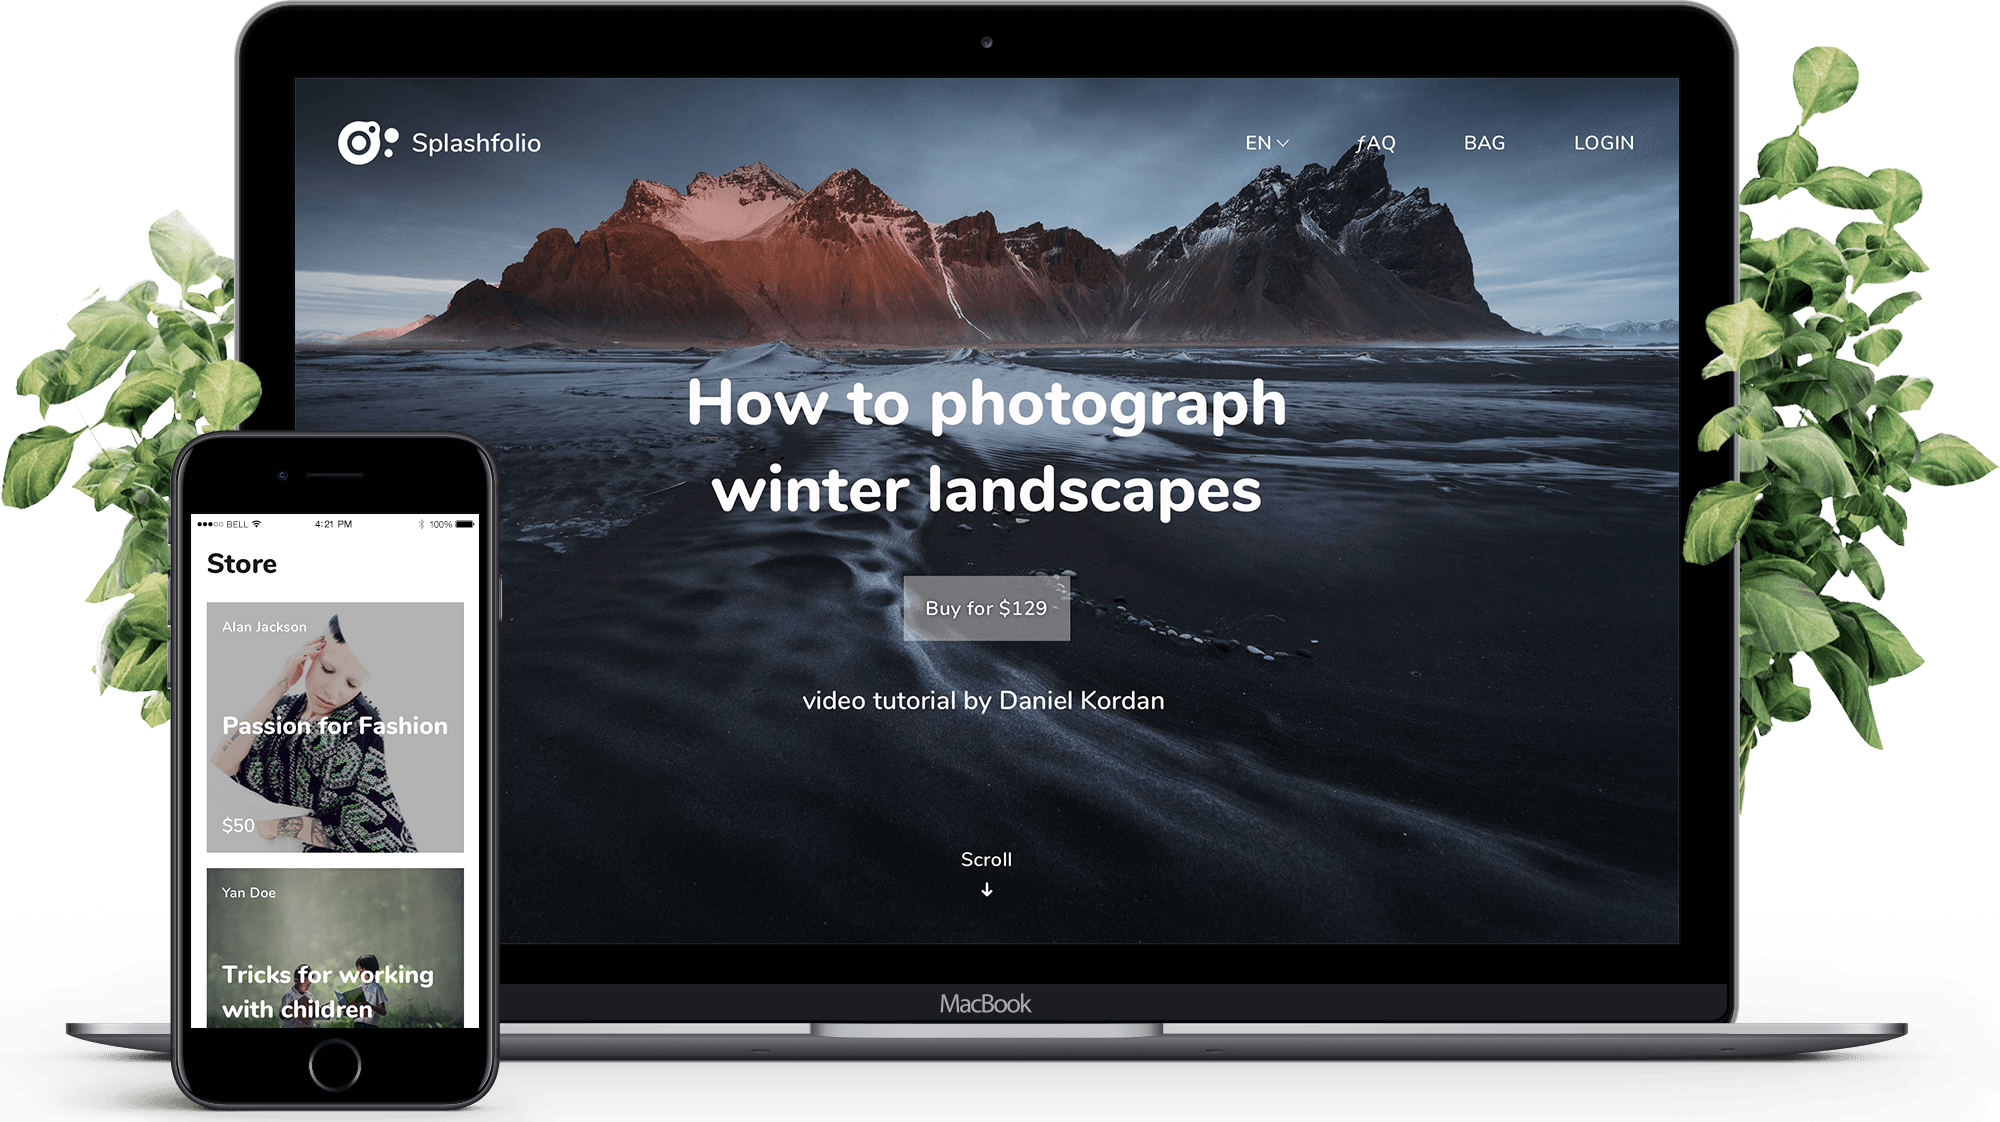 Splashfolio
EN
ƒAQ
BAG
LOGIN
How to photograph
winter landscapes
Buy for $129
video tutorial by Daniel Kordan
Scroll
MacBook
BELL
4:21 PM
100%
Store
Alan Jackson
Passion for Fashion
$50
Yan Doe
Tricks for working
with children